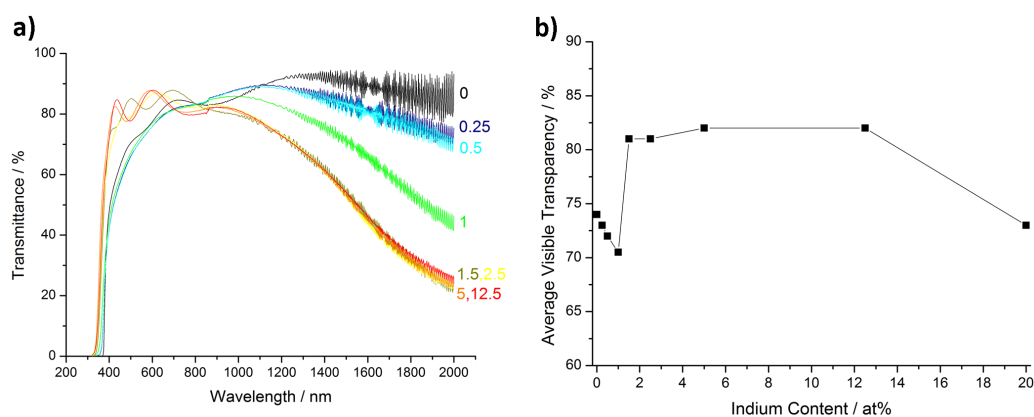 a)
100
80
60
40
20
0
Transmittance / %
200 400 600 800 1000 1200 1400 1600 1800 2000
Wavelength / nm
0
0.25
0.5
1
1.5,2.5
5,12.5
b)
90
85
80
75
70
65
60
Average Visible Transparency / %
0 2 4 6 8 10 12 14 16 18 20
Indium Content / at%